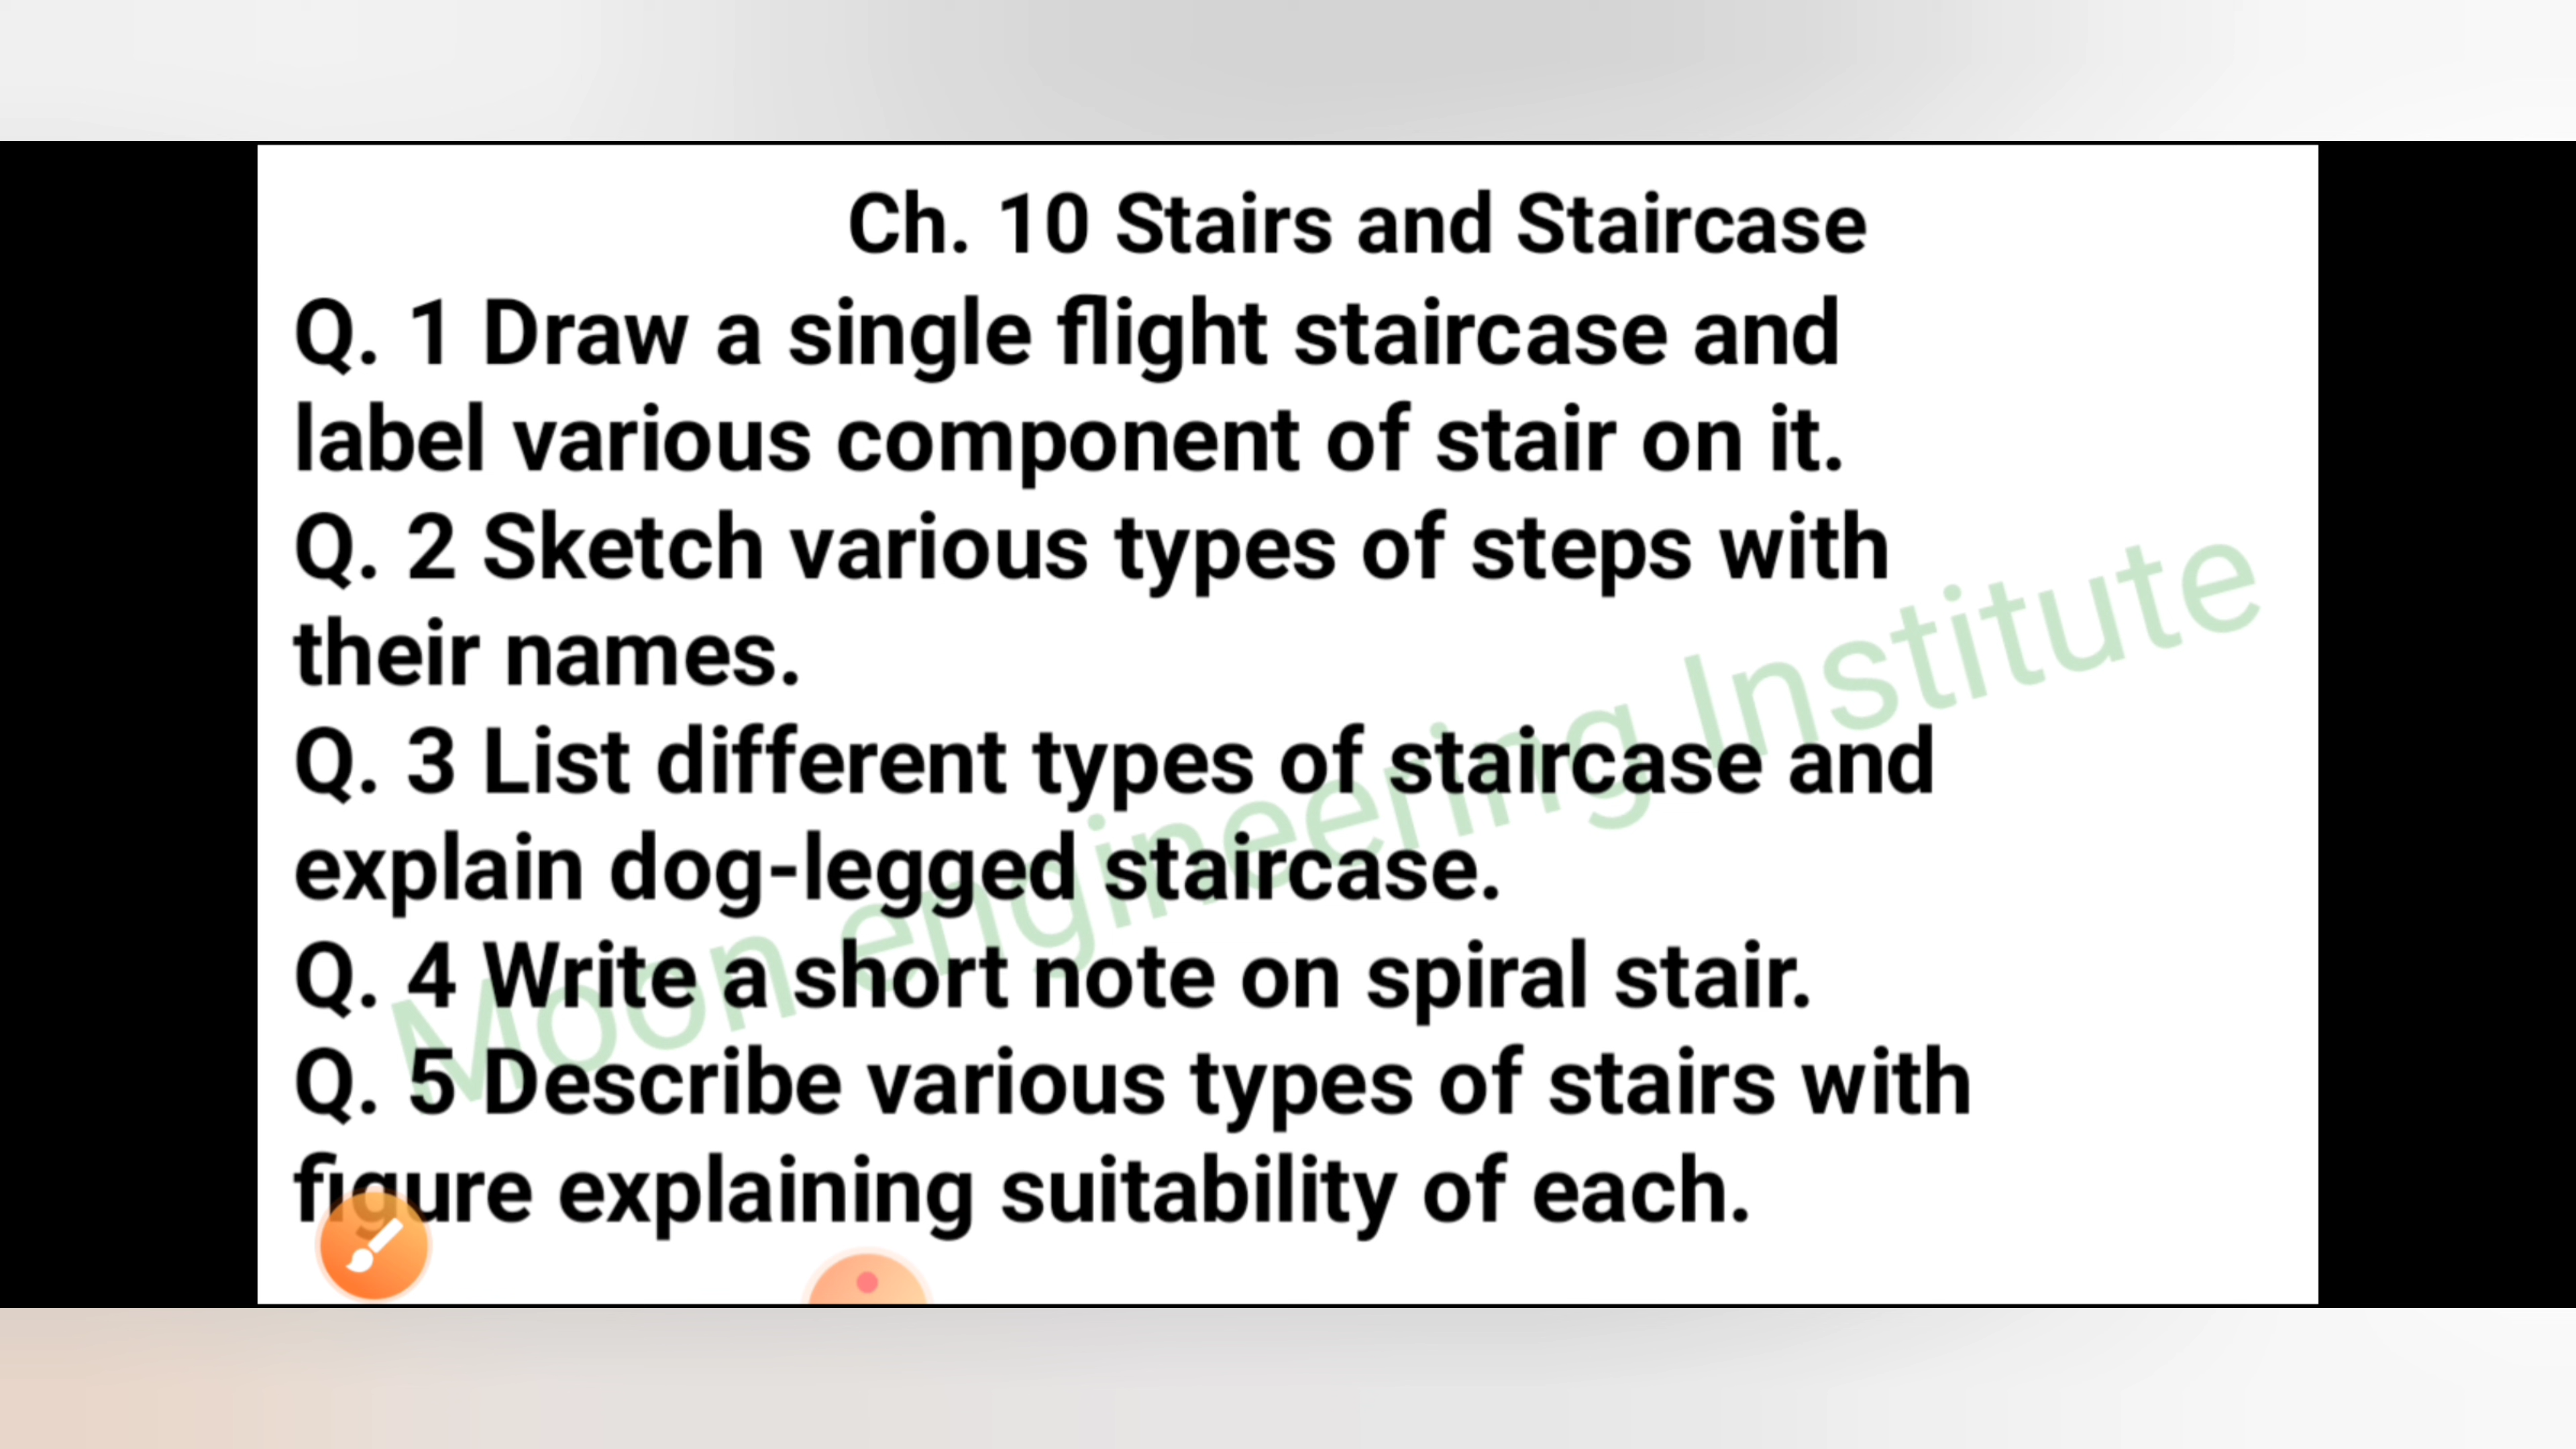 Ch. 10 Stairs and Staircase
Q. 1 Draw a single flight staircase and
label various component of stair on it.
Q. 2 Sketch various types of steps with
their names.
Q. 3 List different types of staircase and
explain dog-legged staircase.
Q. 4 Write a short note on spiral stair.
Q. 5 Describe various types of stairs with
figure explaining suitability of each.
Moon engineering Institute